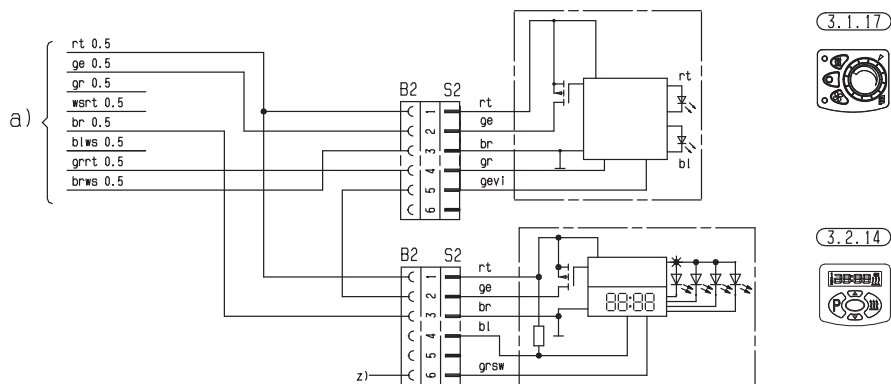 a)
rt 0.5
ge 0.5
gr 0.5
wsrt 0.5
br 0.5
blws 0.5
grrt 0.5
brws 0.5
B2 S2
1 rt
2 ge
3 br
4 gr
5 gevi
6
rt
bl
3.1.17
B2 S2
1 rt
2 ge
3 br
4 bl
5
z) 6 grsw
88:88
3.2.14
88:88
P